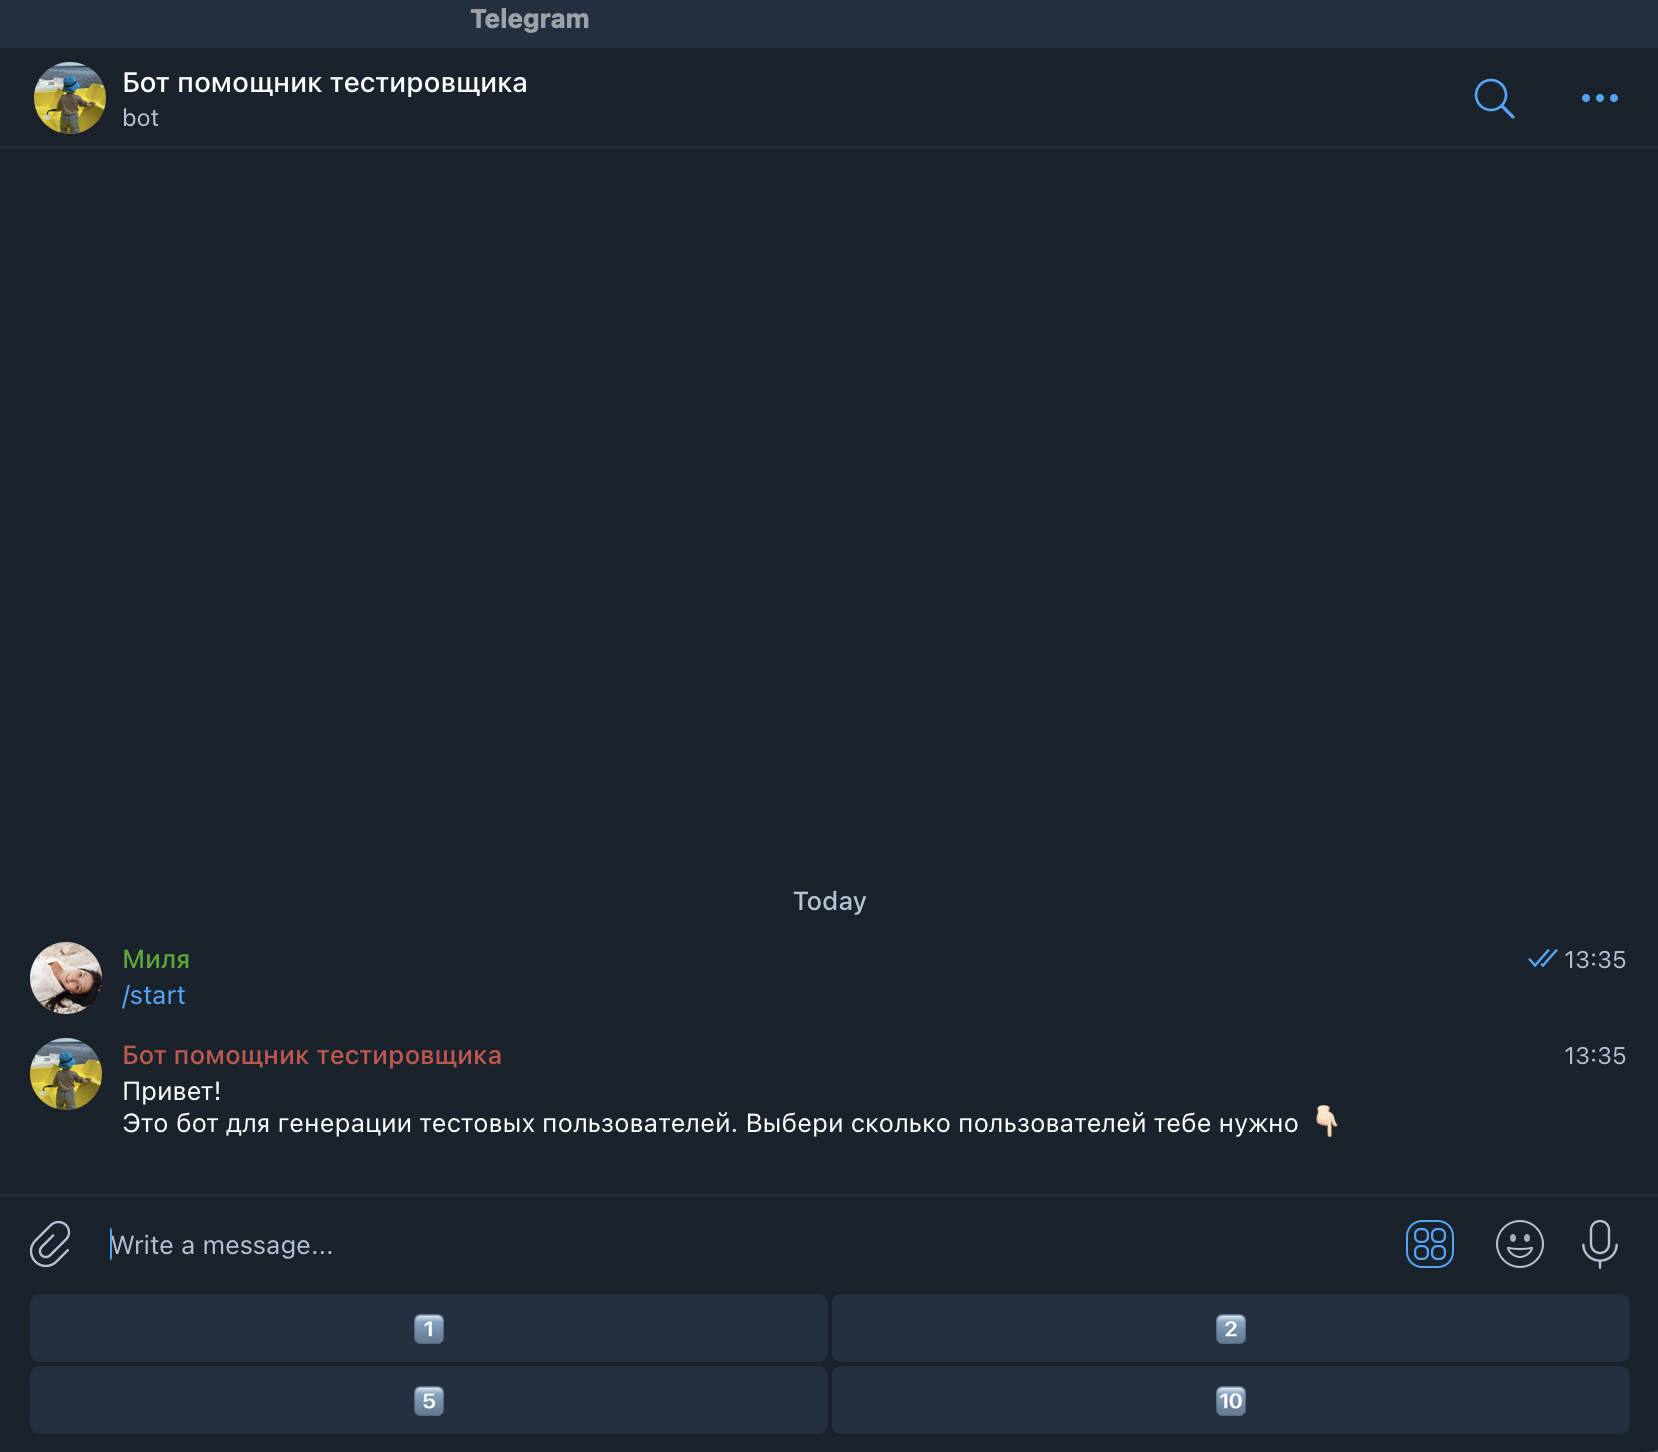 Telegram
Бот помощник тестировщика
bot
Today
Миля
13:35
/start
Бот помощник тестировщика
13:35
Привет!
Это бот для генерации тестовых пользователей. Выбери сколько пользователей тебе нужно 👇🏻
Write a message...
1
2
5
10